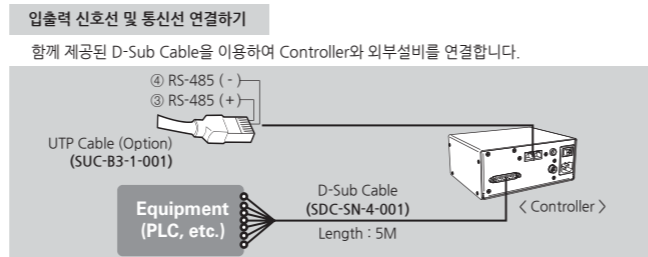 입출력 신호선 및 통신선 연결하기
함께 제공된 D-Sub Cable을 이용하여 Controller와 외부설비를 연결합니다.
④ RS-485 ( - )
③ RS-485 (+)
UTP Cable (Option)
(SUC-B3-1-001)
Equipment
(PLC, etc.)
D-Sub Cable
(SDC-SN-4-001)
Length : 5M
< Controller >